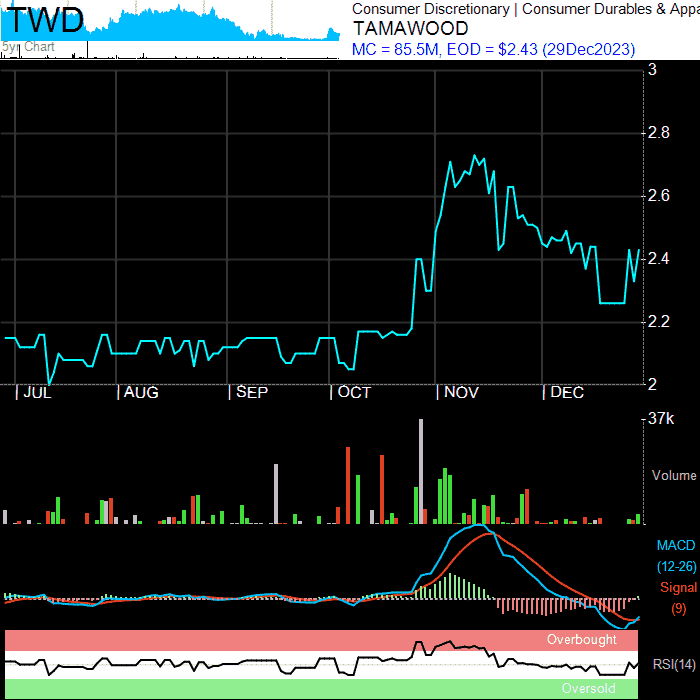 TWD
5yr Chart
Consumer Discretionary | Consumer Durables & Appa
TAMAWOOD
MC = 85.5M, EOD = $2.43 (29Dec2023)
3
2.8
2.6
2.4
2.2
2
| JUL | AUG | SEP | OCT | NOV | DEC
37k
Volume
MACD
(12-26)
Signal
(9)
Overbought
RSI(14)
Oversold